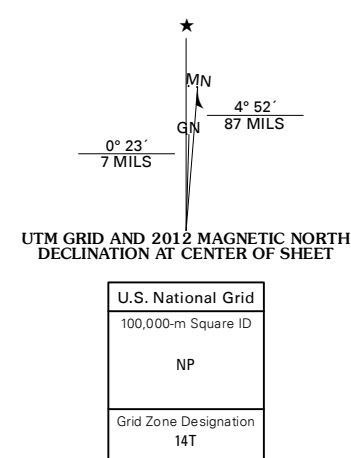 ★
MN
GN
4° 52´
87 MILS
0° 23´
7 MILS
UTM GRID AND 2012 MAGNETIC NORTH
DECLINATION AT CENTER OF SHEET
U.S. National Grid
100,000-m Square ID
NP
Grid Zone Designation
14T